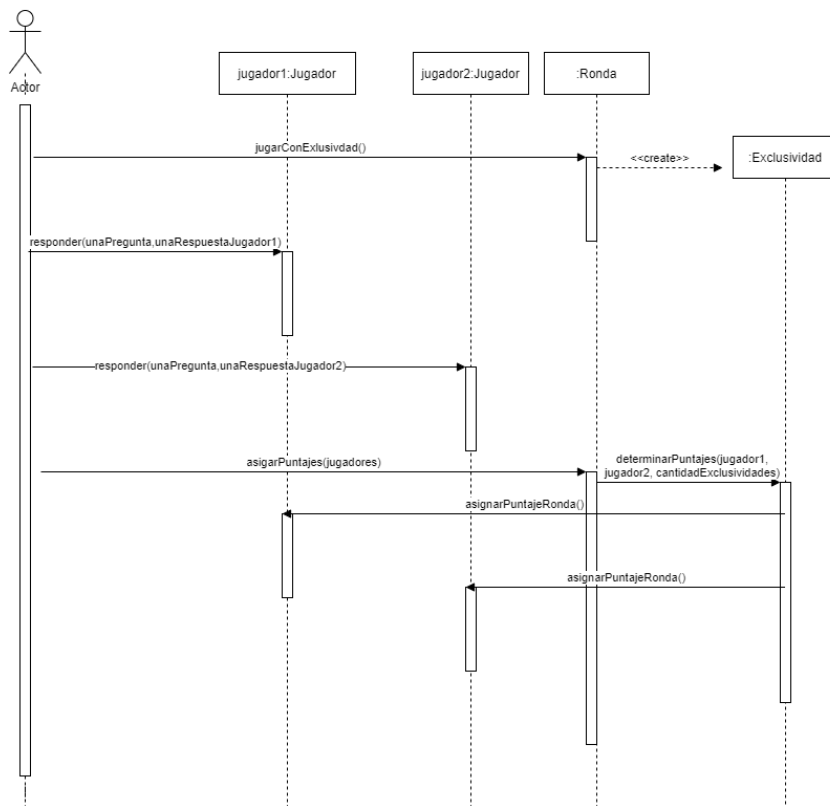 Actor
jugador1:Jugador
jugador2:Jugador
:Ronda
:Exclusividad
jugarConExlusivdad()
<<create>>
responder(unaPregunta,unaRespuestaJugador1)
responder(unaPregunta,unaRespuestaJugador2)
asigarPuntajes(jugadores)
determinarPuntajes(jugador1,
jugador2, cantidadExclusividades)
asignarPuntajeRonda()
asignarPuntajeRonda()